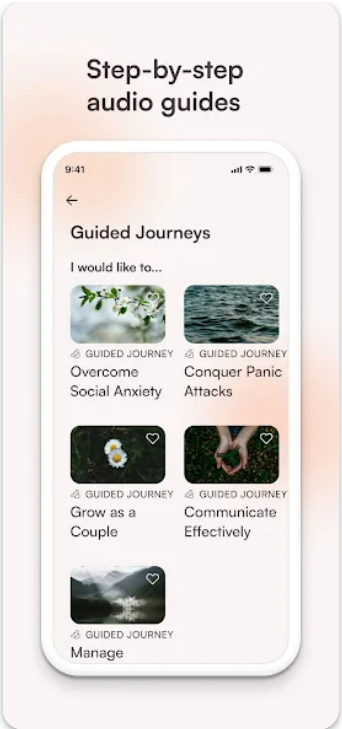 Step-by-step
audio guides
9:41
Guided Journeys
I would like to...
GUIDED JOURNEY
Overcome
Social Anxiety
GUIDED JOURNEY
Conquer Panic
Attacks
GUIDED JOURNEY
Grow as a
Couple
GUIDED JOURNEY
Communicate
Effectively
GUIDED JOURNEY
Manage